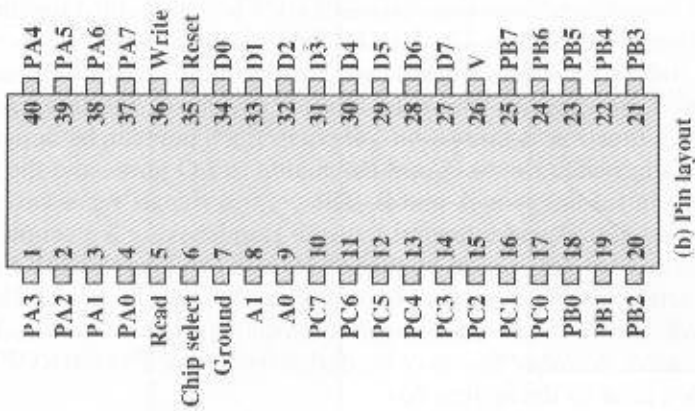 PA3 1 40 PA4
PA2 2 39 PA5
PA1 3 38 PA6
PA0 4 37 PA7
Read 5 36 Write
Chip select 6 35 Reset
Ground 7 34 D0
A1 8 33 D1
A0 9 32 D2
PC7 10 31 D3
PC6 11 30 D4
PC5 12 29 D5
PC4 13 28 D6
PC3 14 27 D7
PC2 15 26 V
PC1 16 25 PB7
PC0 17 24 PB6
PB0 18 23 PB5
PB1 19 22 PB4
PB2 20 21 PB3
(b) Pin layout